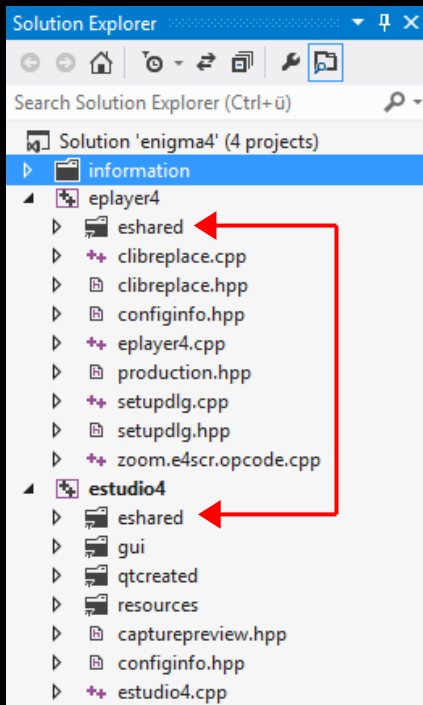 Solution Explorer
Search Solution Explorer (Ctrl+ü)
Solution 'enigma4' (4 projects)
information
eplayer4
eshared
clibreplace.cpp
clibreplace.hpp
configinfo.hpp
eplayer4.cpp
production.hpp
setupdlg.cpp
setupdlg.hpp
zoom.e4scr.opcode.cpp
estudio4
eshared
gui
qtcreated
resources
capturepreview.hpp
configinfo.hpp
estudio4.cpp